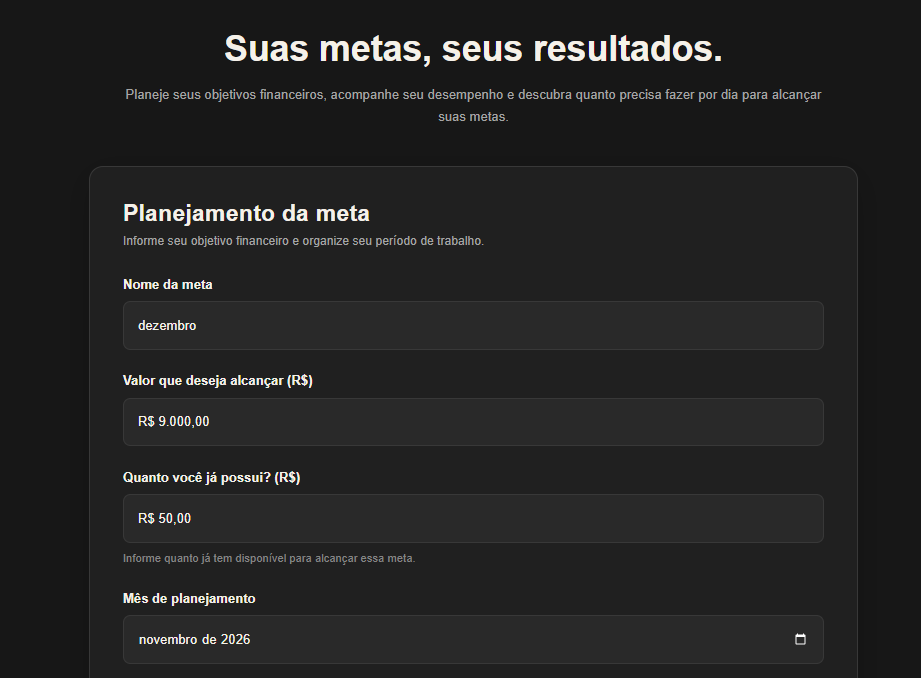 Suas metas, seus resultados.
Planeje seus objetivos financeiros, acompanhe seu desempenho e descubra quanto precisa fazer por dia para alcançar
suas metas.
Planejamento da meta
Informe seu objetivo financeiro e organize seu período de trabalho.
Nome da meta
dezembro
Valor que deseja alcançar (R$)
R$ 9.000,00
Quanto você já possui? (R$)
R$ 50,00
Informe quanto já tem disponível para alcançar essa meta.
Mês de planejamento
novembro de 2026